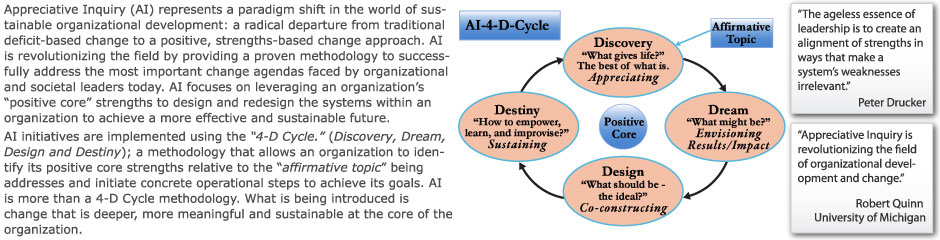 Appreciative Inquiry (AI) represents a paradigm shift in the world of sus-
tainable organizational development: a radical departure from traditional
deficit-based change to a positive, strengths-based change approach. AI
is revolutionizing the field by providing a proven methodology to success-
fully address the most important change agendas faced by organizational
and societal leaders today. AI focuses on leveraging an organization's
"positive core" strengths to design and redesign the systems within an
organization to achieve a more effective and sustainable future.
AI initiatives are implemented using the "4-D Cycle." (Discovery, Dream,
Design and Destiny); a methodology that allows an organization to iden-
tify its positive core strengths relative to the "affirmative topic" being
addresses and initiate concrete operational steps to achieve its goals. AI
is more than a 4-D Cycle methodology. What is being introduced is
change that is deeper, more meaningful and sustainable at the core of the
organization.
AI-4-D-Cycle
Affirmative
Topic
Discovery
"What gives life?"
The best of what is.
Appreciating
Destiny
"How to empower,
learn, and improvise?"
Sustaining
Positive
Core
Dream
"What might be?"
Envisioning
Results/Impact
Design
"What should be -
the ideal?"
Co-constructing
"The ageless essence of
leadership is to create an
alignment of strengths in
ways that make a
system's weaknesses
irrelevant."
Peter Drucker
"Appreciative Inquiry is
revolutionizing the field
of organizational devel-
opment and change."
Robert Quinn
University of Michigan